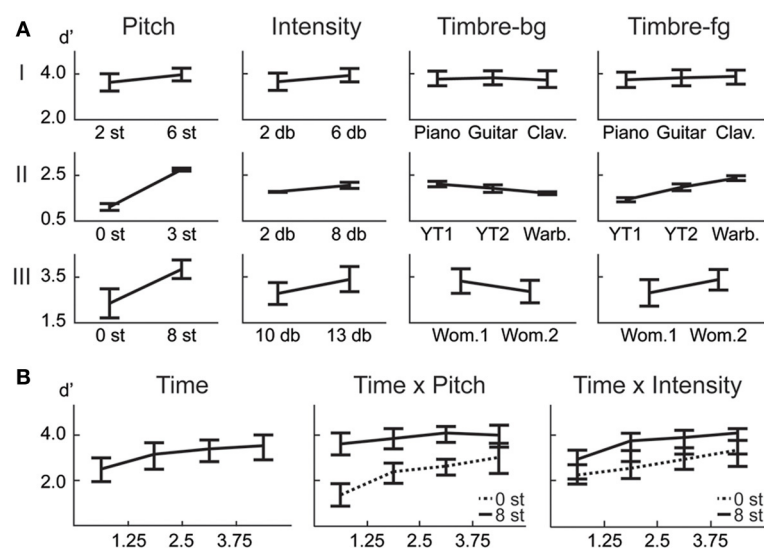 A d' Pitch Intensity Timbre-bg Timbre-fg
I 4.0
2.0
2 st 6 st 2 db 6 db Piano Guitar Clav. Piano Guitar Clav.
II 2.5
0.5
0 st 3 st 2 db 8 db YT1 YT2 Warb. YT1 YT2 Warb.
III 3.5
1.5
0 st 8 st 10 db 13 db Wom.1 Wom.2 Wom.1 Wom.2
B d' Time Time x Pitch Time x Intensity
4.0
2.0
0 st 0 st
8 st 8 st
1.25 2.5 3.75 1.25 2.5 3.75 1.25 2.5 3.75